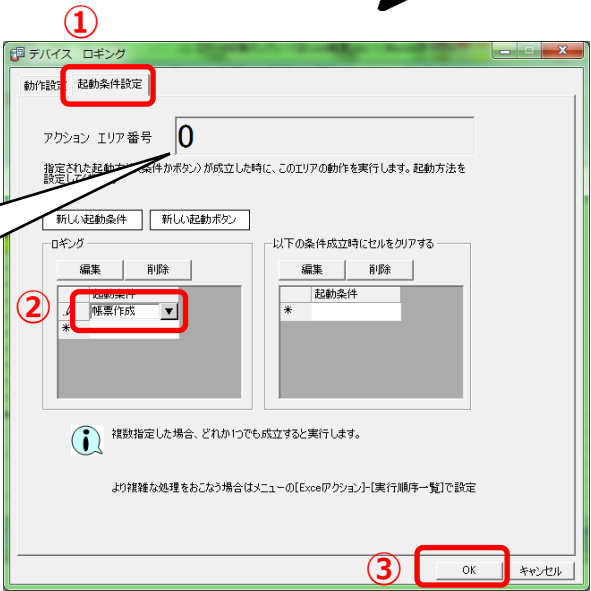 ①
デバイス ロギング
動作設定 起動条件設定
アクション エリア番号 0
指定された起動方法(条件かボタン)が成立した時に、このエリアの動作を実行します。起動方法を
新しい起動条件 新しい起動ボタン
ロギング
編集 削除
起動条件
②
帳票作成
*
以下の条件成立時にセルをクリアする
編集 削除
起動条件
*
複数指定した場合、どれか1つでも成立すると実行します。
より複雑な処理をおこなう場合はメニューの[Excelアクション]-[実行順序一覧]で設定
③
OK キャンセル